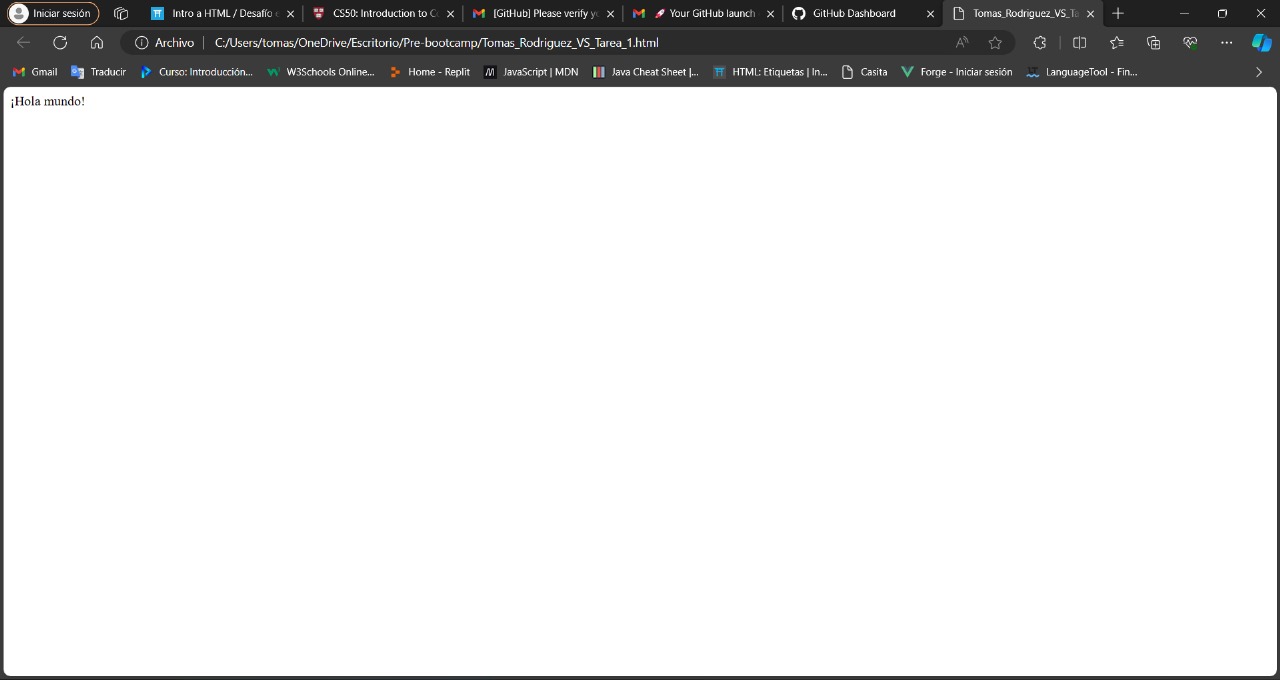 Iniciar sesión Intro a HTML / Desafío CS50: Introduction to C [GitHub] Please verify y Your GitHub launch GitHub Dashboard Tomas_Rodriguez_VS_Ta
Archivo C:/Users/tomas/OneDrive/Escritorio/Pre-bootcamp/Tomas_Rodriguez_VS_Tarea_1.html
Gmail Traducir Curso: Introducción... W3Schools Online... Home - Replit JavaScript | MDN Java Cheat Sheet |... HTML: Etiquetas | In... Casita Forge - Iniciar sesión LanguageTool - Fin...
¡Hola mundo!